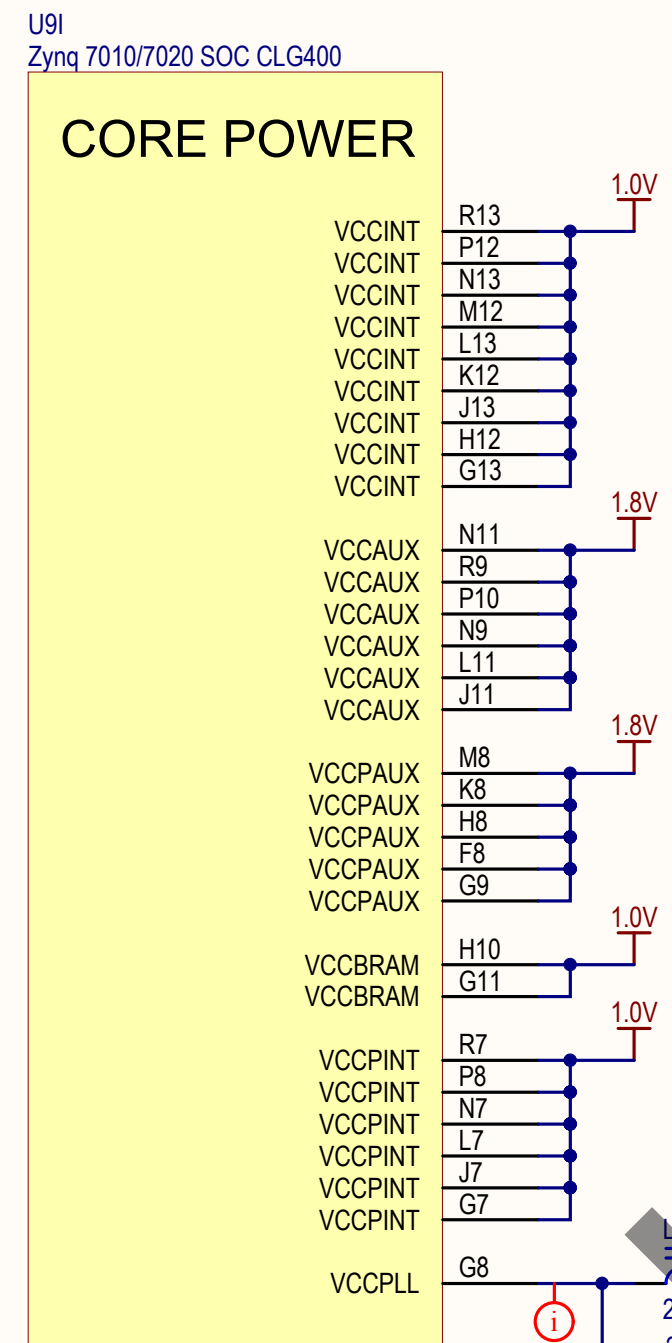 U9I
Zynq 7010/7020 SOC CLG400
CORE POWER
1.0V
VCCINT R13
VCCINT P12
VCCINT N13
VCCINT M12
VCCINT L13
VCCINT K12
VCCINT J13
VCCINT H12
VCCINT G13
1.8V
VCCAUX N11
VCCAUX R9
VCCAUX P10
VCCAUX N9
VCCAUX L11
VCCAUX J11
1.8V
VCCPAUX M8
VCCPAUX K8
VCCPAUX H8
VCCPAUX F8
VCCPAUX G9
1.0V
VCCBRAM H10
VCCBRAM G11
1.0V
VCCPINT R7
VCCPINT P8
VCCPINT N7
VCCPINT L7
VCCPINT J7
VCCPINT G7
VCCPLL G8
i